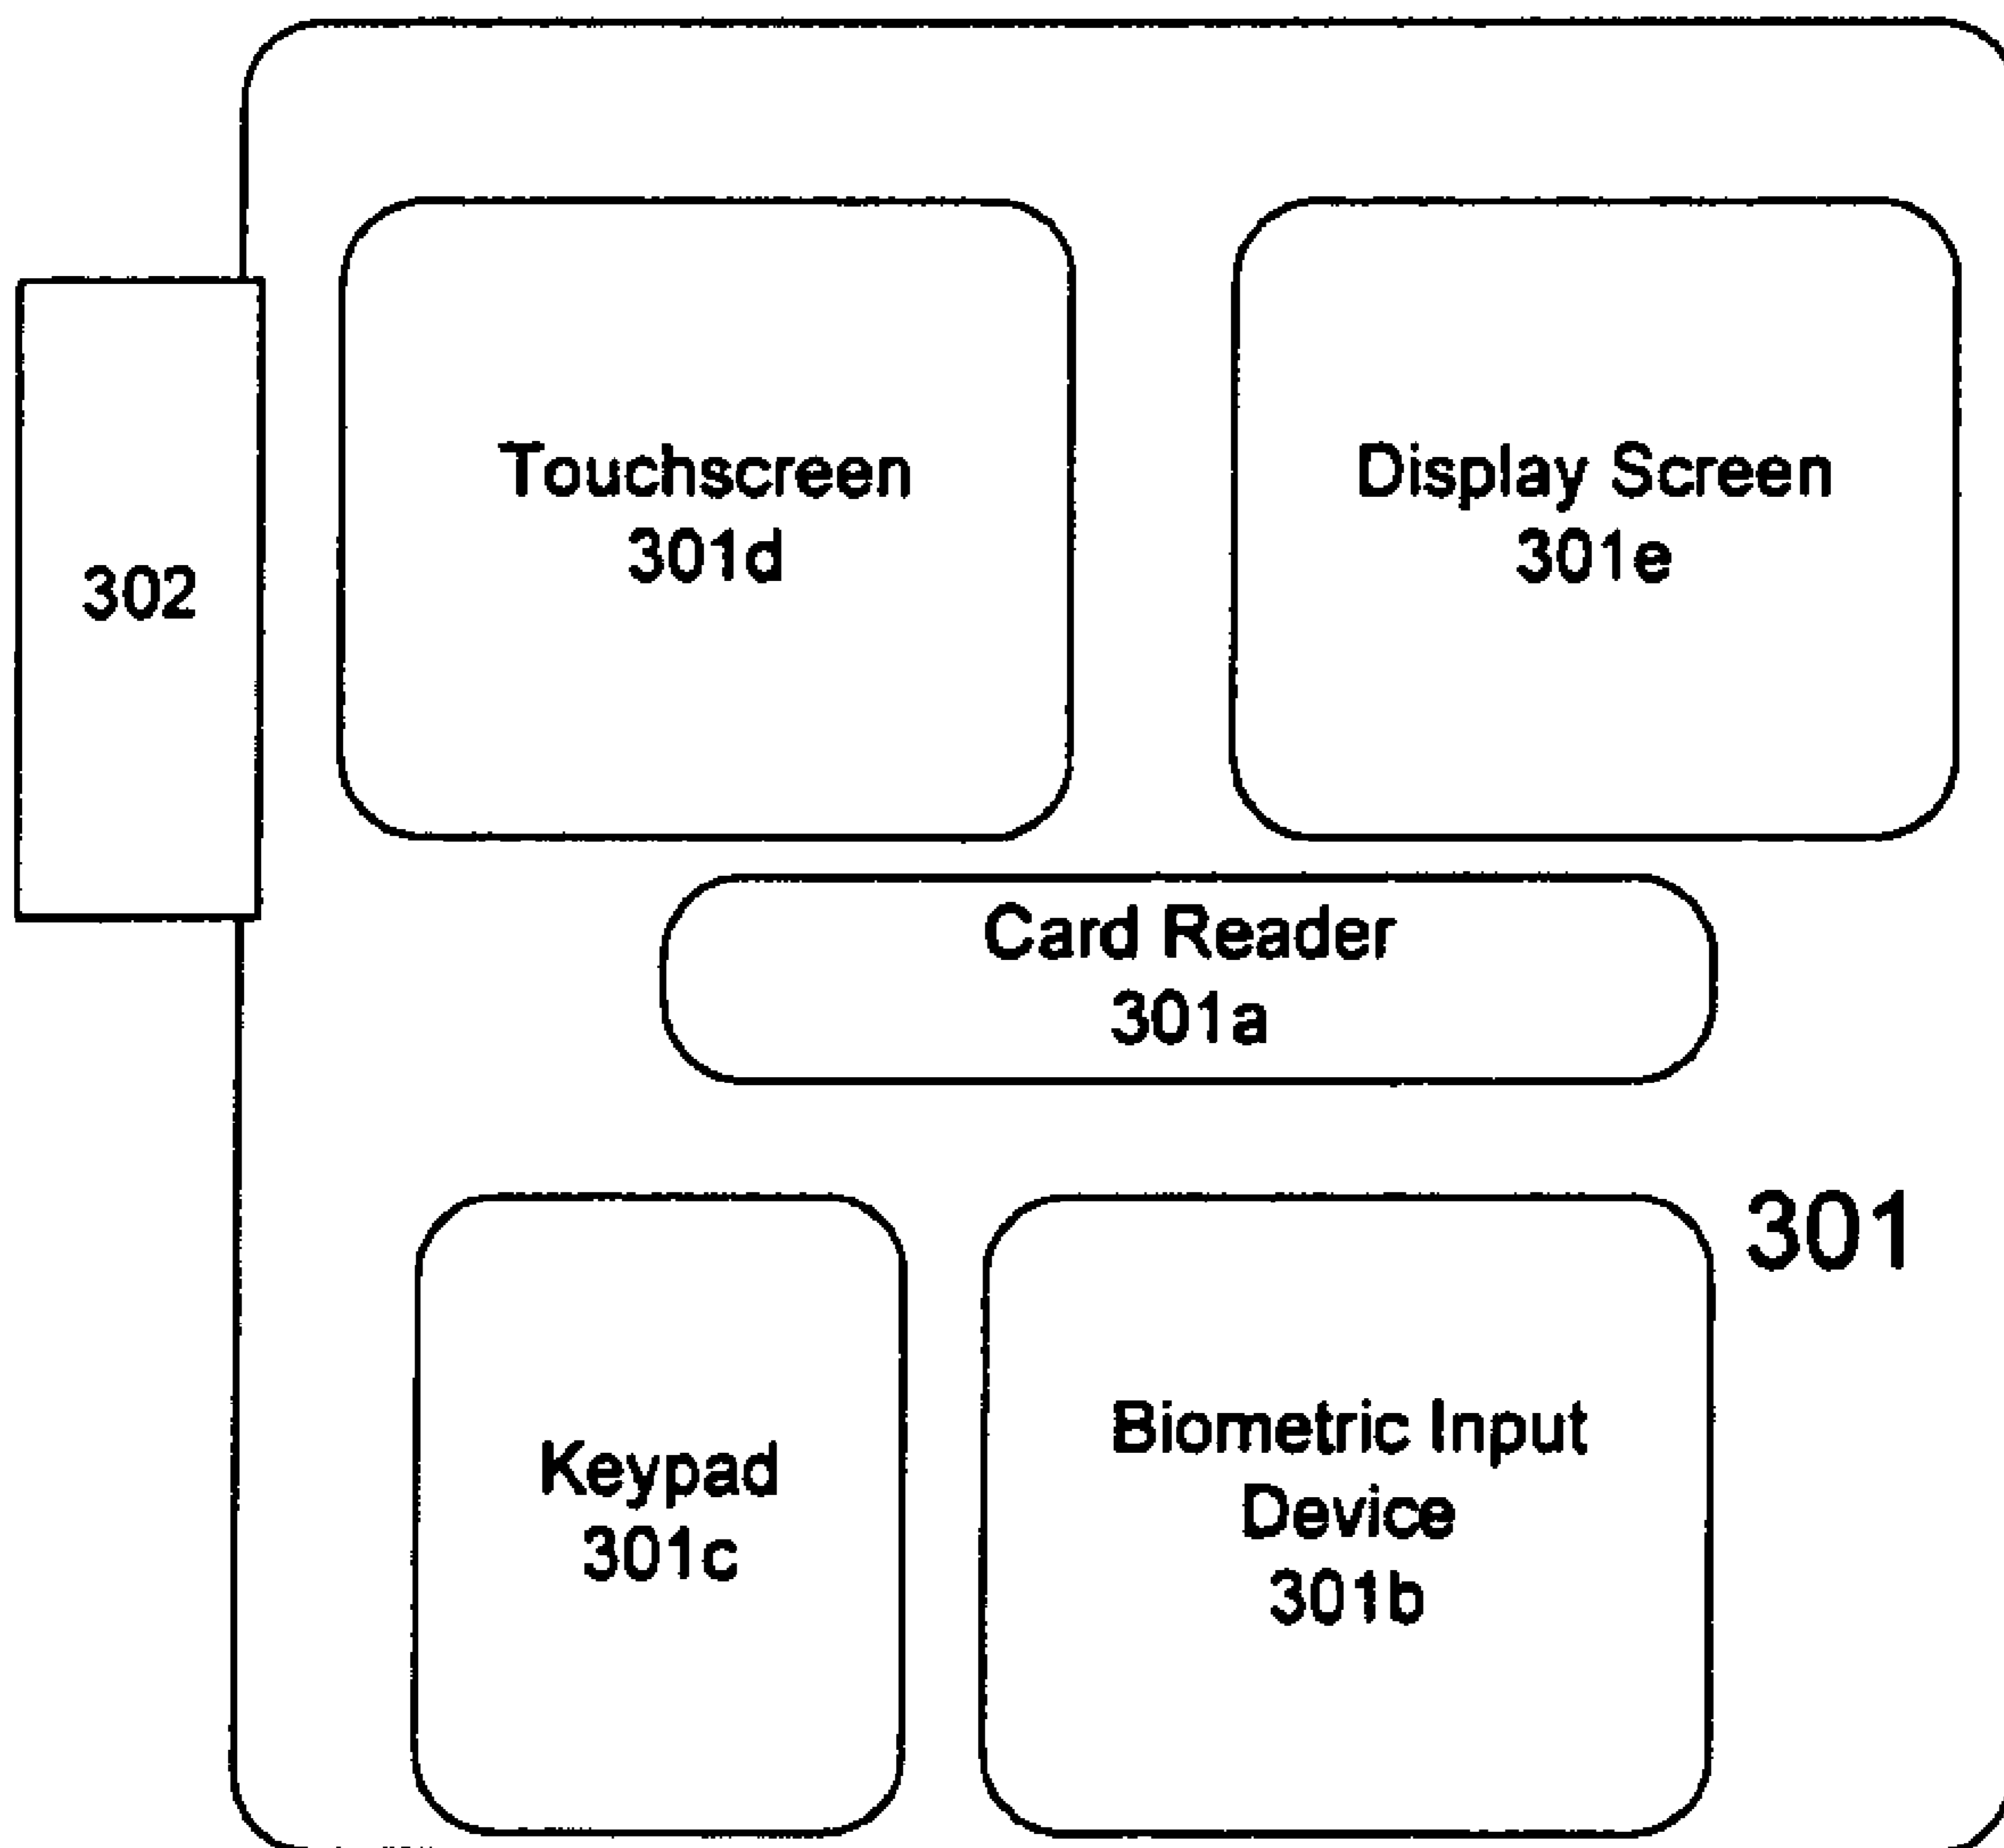 Touchscreen
301d
Display Screen
301e
302
Card Reader
301a
301
Keypad
301c
Biometric Input
Device
301b